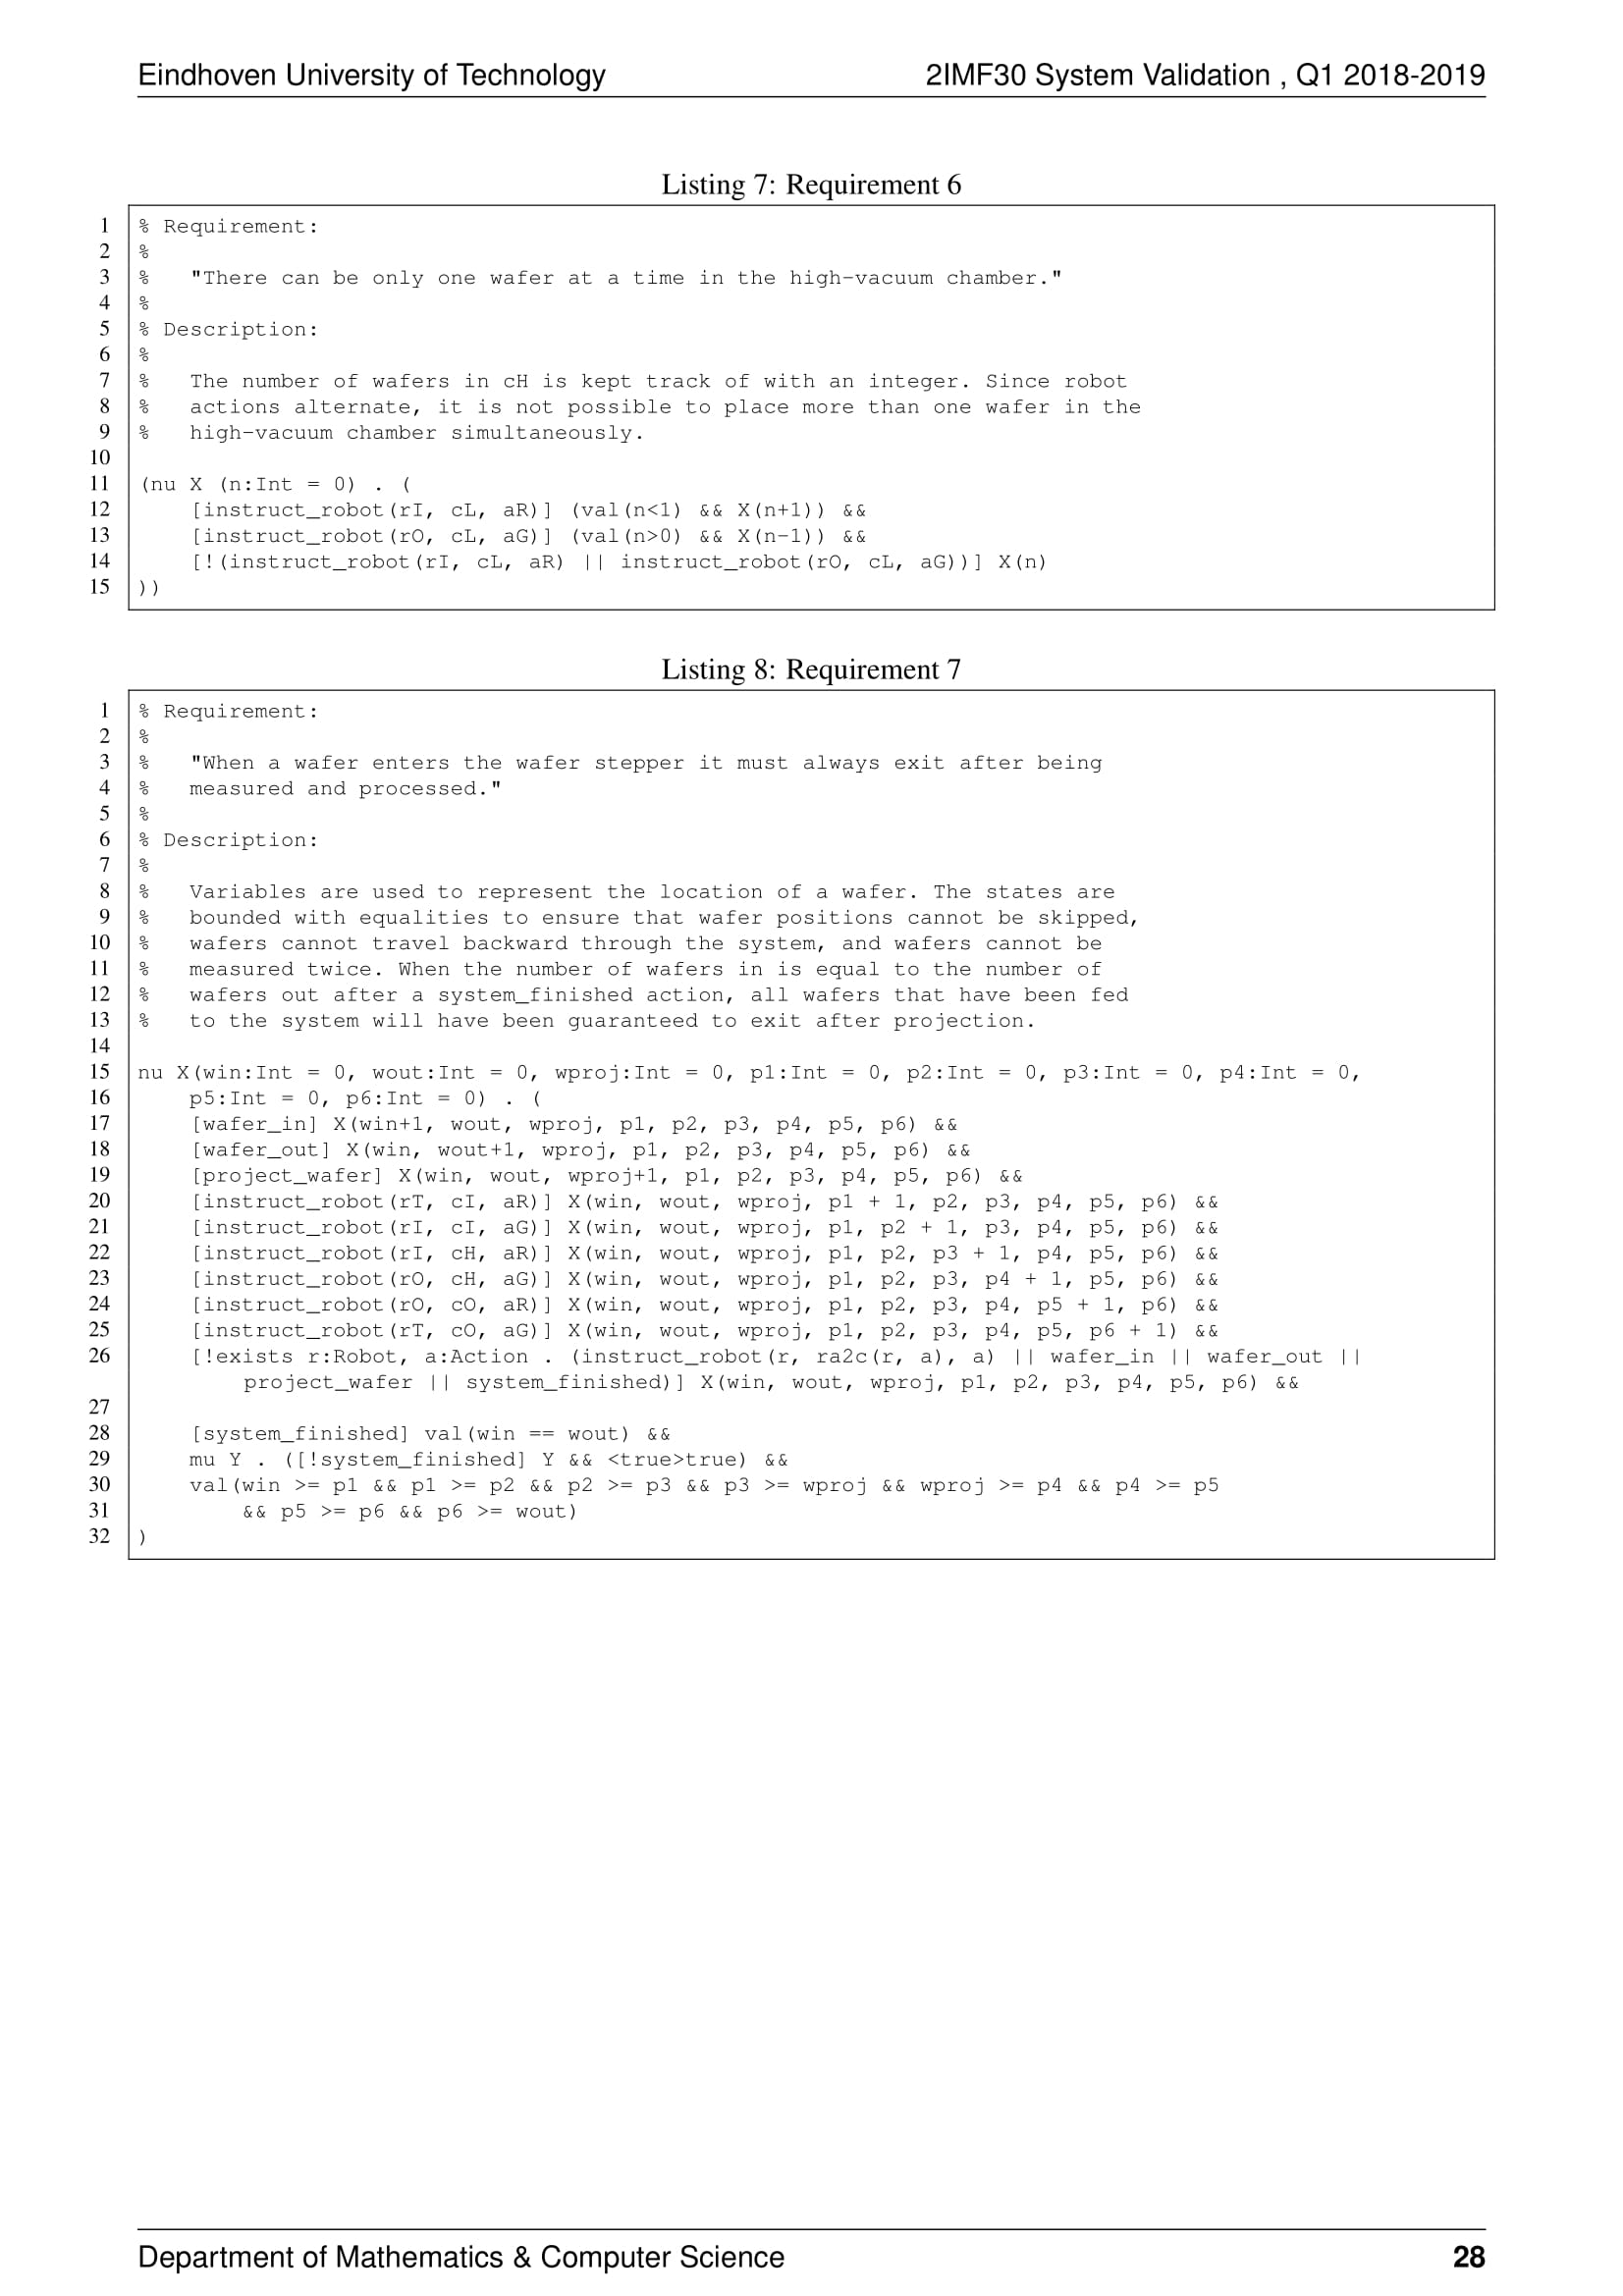 Eindhoven University of Technology 2IMF30 System Validation , Q1 2018-2019
Listing 7: Requirement 6
1 % Requirement:
2 %
3 %   "There can be only one wafer at a time in the high-vacuum chamber."
4 %
5 % Description:
6 %
7 %   The number of wafers in cH is kept track of with an integer. Since robot
8 %   actions alternate, it is not possible to place more than one wafer in the
9 %   high-vacuum chamber simultaneously.
10
11 (nu X (n:Int = 0) . (
12     [instruct_robot(rI, cL, aR)] (val(n<1) && X(n+1)) &&
13     [instruct_robot(rO, cL, aG)] (val(n>0) && X(n-1)) &&
14     [!(instruct_robot(rI, cL, aR) || instruct_robot(rO, cL, aG))] X(n)
15 ))
Listing 8: Requirement 7
1 % Requirement:
2 %
3 %   "When a wafer enters the wafer stepper it must always exit after being
4 %   measured and processed."
5 %
6 % Description:
7 %
8 %   Variables are used to represent the location of a wafer. The states are
9 %   bounded with equalities to ensure that wafer positions cannot be skipped,
10 %   wafers cannot travel backward through the system, and wafers cannot be
11 %   measured twice. When the number of wafers in is equal to the number of
12 %   wafers out after a system_finished action, all wafers that have been fed
13 %   to the system will have been guaranteed to exit after projection.
14
15 nu X(win:Int = 0, wout:Int = 0, wproj:Int = 0, p1:Int = 0, p2:Int = 0, p3:Int = 0, p4:Int = 0,
16     p5:Int = 0, p6:Int = 0) . (
17     [wafer_in] X(win+1, wout, wproj, p1, p2, p3, p4, p5, p6) &&
18     [wafer_out] X(win, wout+1, wproj, p1, p2, p3, p4, p5, p6) &&
19     [project_wafer] X(win, wout, wproj+1, p1, p2, p3, p4, p5, p6) &&
20     [instruct_robot(rT, cI, aR)] X(win, wout, wproj, p1 + 1, p2, p3, p4, p5, p6) &&
21     [instruct_robot(rI, cI, aG)] X(win, wout, wproj, p1, p2 + 1, p3, p4, p5, p6) &&
22     [instruct_robot(rI, cH, aR)] X(win, wout, wproj, p1, p2, p3 + 1, p4, p5, p6) &&
23     [instruct_robot(rO, cH, aG)] X(win, wout, wproj, p1, p2, p3, p4 + 1, p5, p6) &&
24     [instruct_robot(rO, cO, aR)] X(win, wout, wproj, p1, p2, p3, p4, p5 + 1, p6) &&
25     [instruct_robot(rT, cO, aG)] X(win, wout, wproj, p1, p2, p3, p4, p5, p6 + 1) &&
26     [!exists r:Robot, a:Action . (instruct_robot(r, ra2c(r, a), a) || wafer_in || wafer_out ||
        project_wafer || system_finished)] X(win, wout, wproj, p1, p2, p3, p4, p5, p6) &&
27
28     [system_finished] val(win == wout) &&
29     mu Y . ([!system_finished] Y && <true>true) &&
30     val(win >= p1 && p1 >= p2 && p2 >= p3 && p3 >= wproj && wproj >= p4 && p4 >= p5
31         && p5 >= p6 && p6 >= wout)
32 )
Department of Mathematics & Computer Science 28